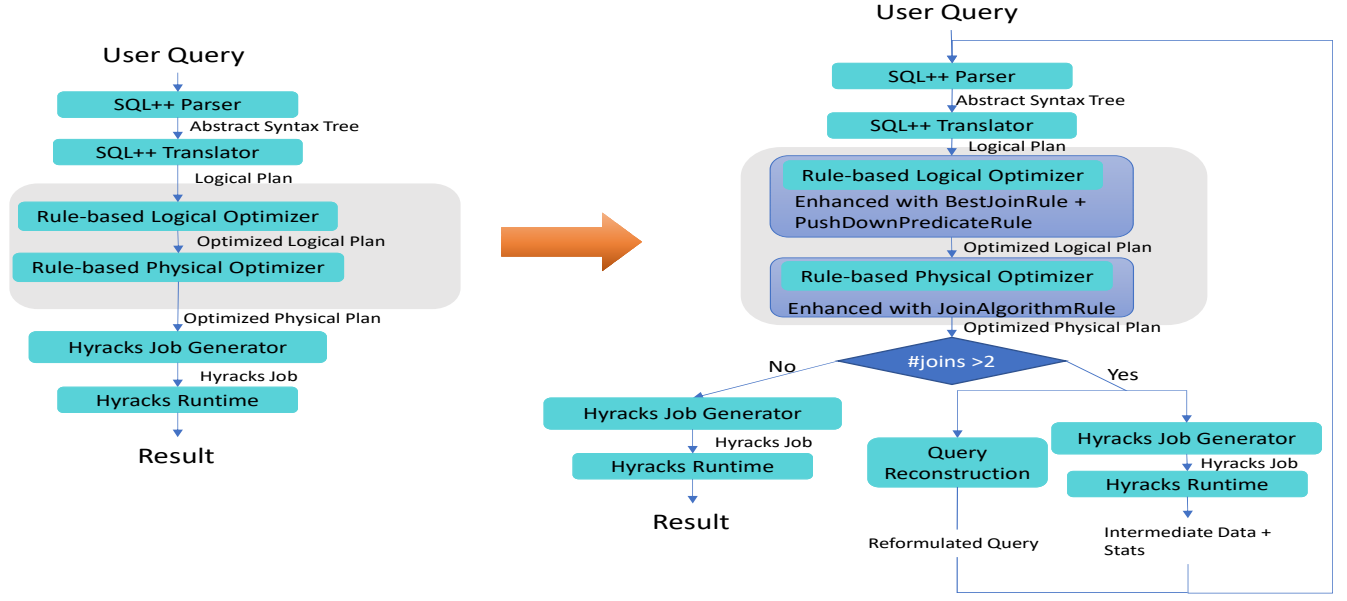 User Query
SQL++ Parser
Abstract Syntax Tree
SQL++ Translator
Logical Plan
Rule-based Logical Optimizer
Optimized Logical Plan
Rule-based Physical Optimizer
Optimized Physical Plan
Hyracks Job Generator
Hyracks Job
Hyracks Runtime
Result
User Query
SQL++ Parser
Abstract Syntax Tree
SQL++ Translator
Logical Plan
Rule-based Logical Optimizer
Enhanced with BestJoinRule +
PushDownPredicateRule
Optimized Logical Plan
Rule-based Physical Optimizer
Enhanced with JoinAlgorithmRule
Optimized Physical Plan
#joins >2
No
Yes
Hyracks Job Generator
Hyracks Job
Hyracks Runtime
Result
Query
Reconstruction
Reformulated Query
Hyracks Job Generator
Hyracks Job
Hyracks Runtime
Intermediate Data +
Stats